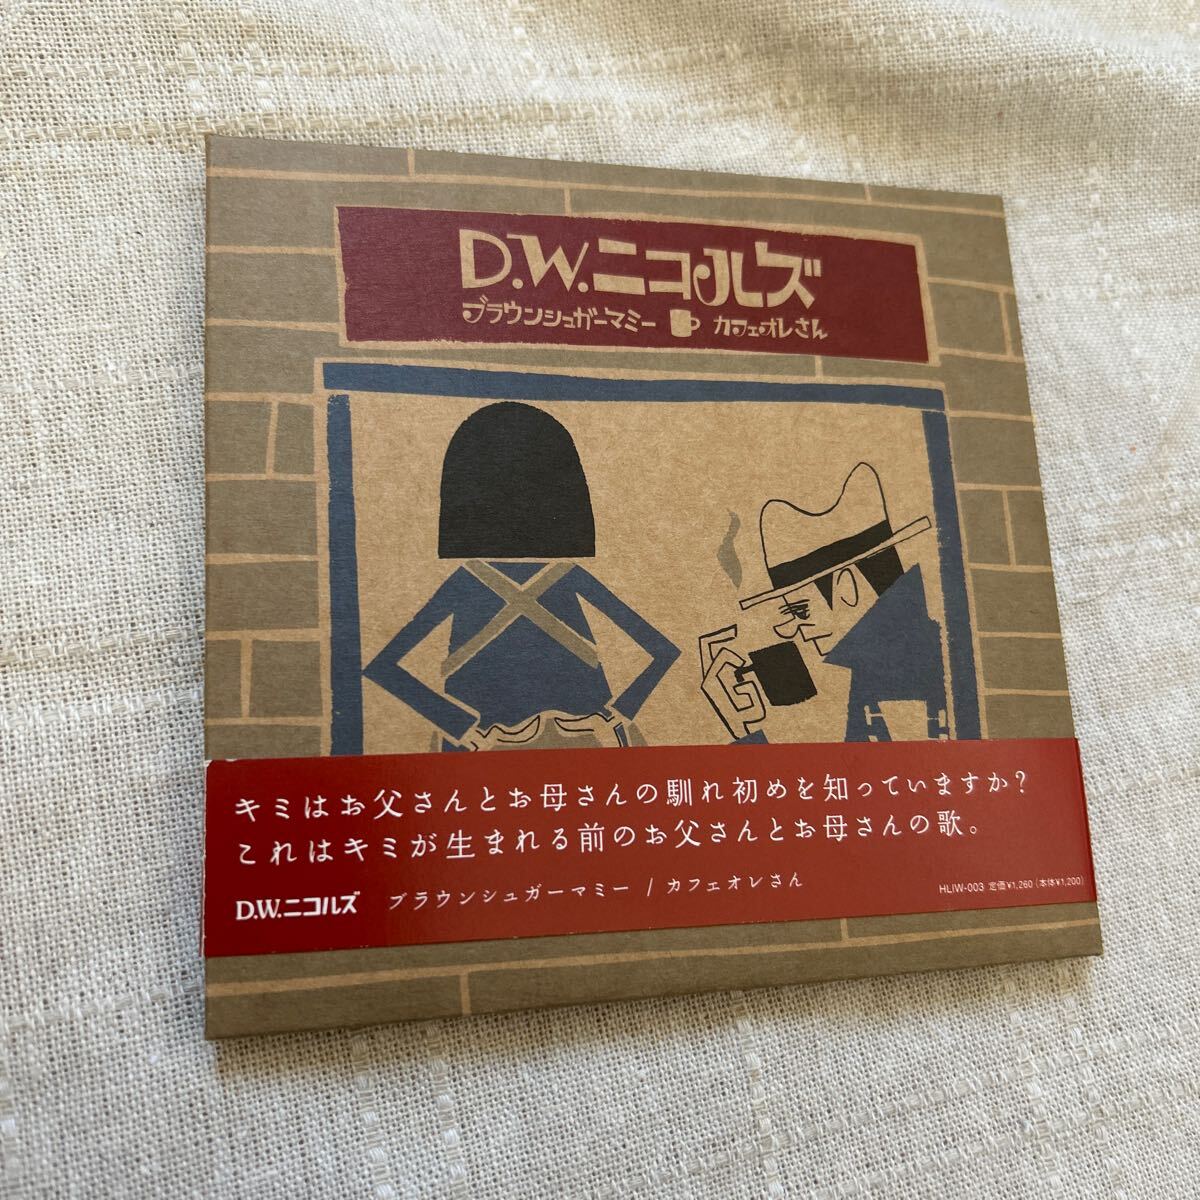 D.W.ニコルズ
ブラウンシュガーマミー カフェオレさん
キミはお父さんとお母さんの馴れ初めを知っていますか?
これはキミが生まれる前のお父さんとお母さんの歌。
D.W.ニコルズ ブラウンシュガーマミー / カフェオレさん
HLIW-003 定価¥1,260 (本体¥1,200)